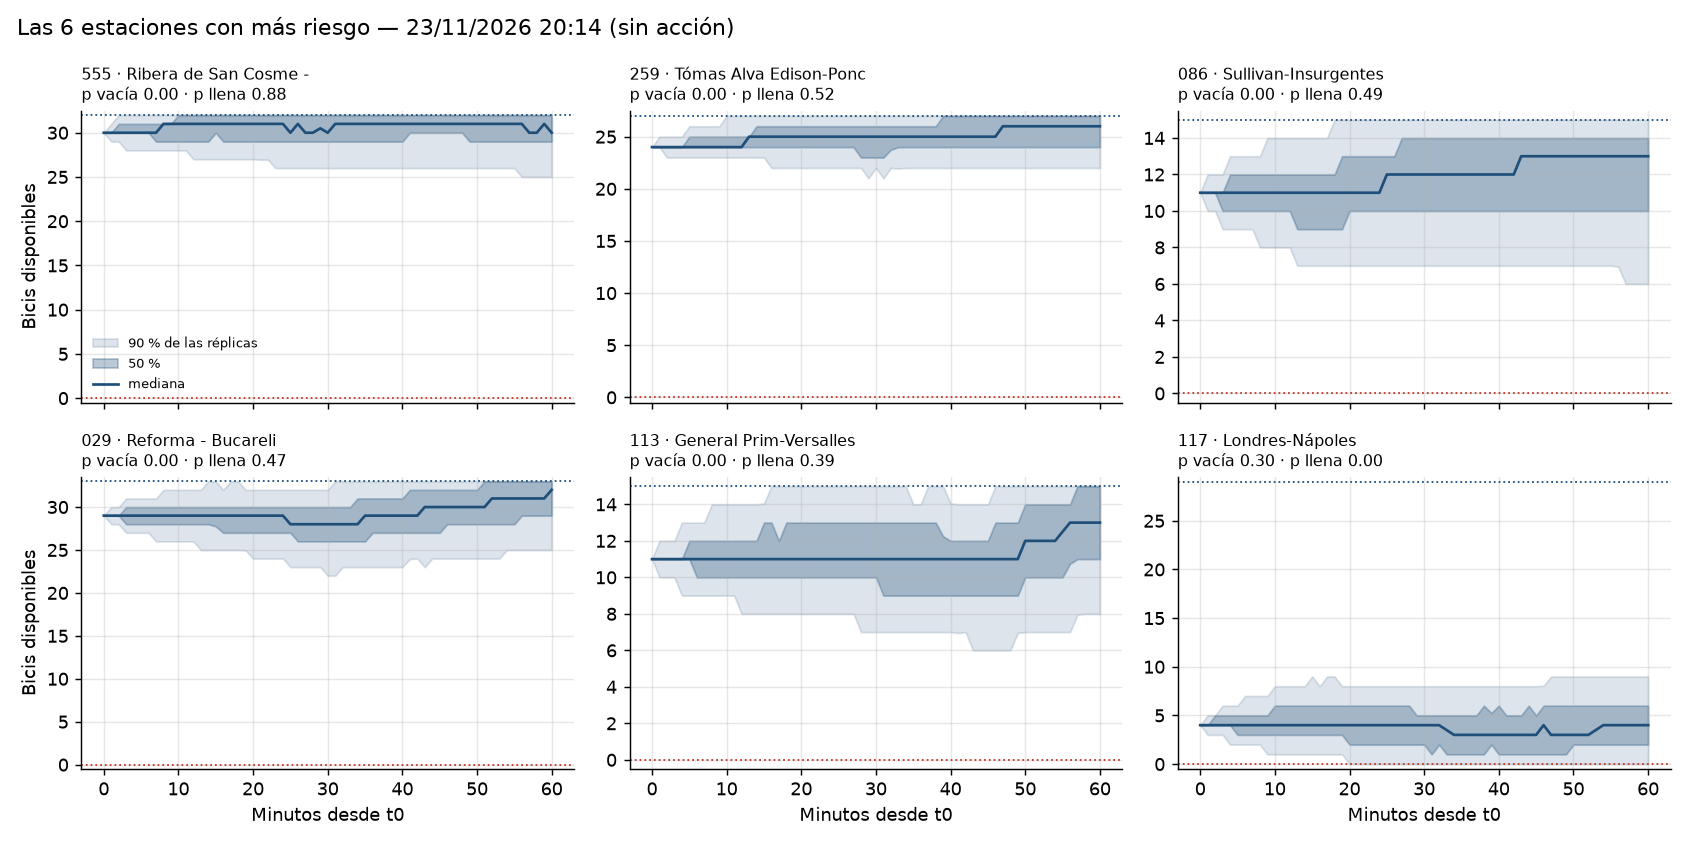 Las 6 estaciones con más riesgo — 23/11/2026 20:14 (sin acción)
555 · Ribera de San Cosme -
p vacía 0.00 · p llena 0.88
Bicis disponibles
30
25
20
15
10
5
0
90 % de las réplicas
50 %
mediana
259 · Tómas Alva Edison-Ponc
p vacía 0.00 · p llena 0.52
25
20
15
10
5
0
086 · Sullivan-Insurgentes
p vacía 0.00 · p llena 0.49
14
12
10
8
6
4
2
0
029 · Reforma - Bucareli
p vacía 0.00 · p llena 0.47
Bicis disponibles
30
25
20
15
10
5
0
0 10 20 30 40 50 60
Minutos desde t0
113 · General Prim-Versalles
p vacía 0.00 · p llena 0.39
14
12
10
8
6
4
2
0
0 10 20 30 40 50 60
Minutos desde t0
117 · Londres-Nápoles
p vacía 0.30 · p llena 0.00
25
20
15
10
5
0
0 10 20 30 40 50 60
Minutos desde t0